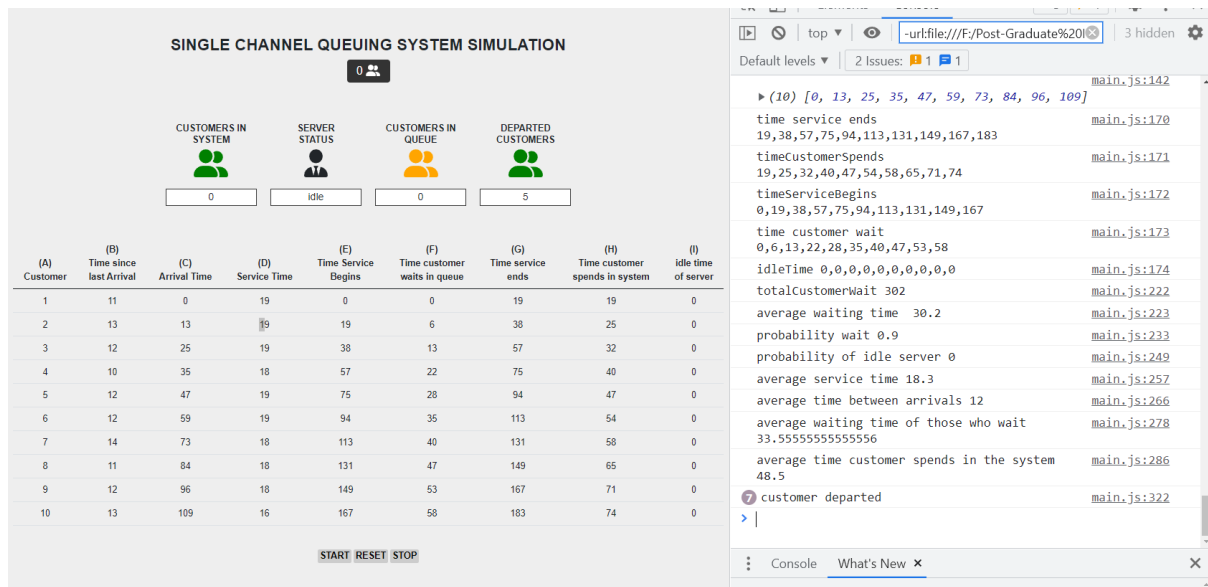 SINGLE CHANNEL QUEUING SYSTEM SIMULATION
0
CUSTOMERS IN SYSTEM
SERVER STATUS
CUSTOMERS IN QUEUE
DEPARTED CUSTOMERS
0
idle
0
5
(A) Customer
(B) Time since last Arrival
(C) Arrival Time
(D) Service Time
(E) Time Service Begins
(F) Time customer waits in queue
(G) Time service ends
(H) Time customer spends in system
(I) idle time of server
1 11 0 19 0 0 19 19 0
2 13 13 19 19 6 38 25 0
3 12 25 19 38 13 57 32 0
4 10 35 18 57 22 75 40 0
5 12 47 19 75 28 94 47 0
6 12 59 19 94 35 113 54 0
7 14 73 18 113 40 131 58 0
8 11 84 18 131 47 149 65 0
9 12 96 18 149 53 167 71 0
10 13 109 16 167 58 183 74 0
START RESET STOP
top
-url:file:///F:/Post-Graduate%20I
3 hidden
Default levels
2 Issues: 1 1
main.js:142
(10) [0, 13, 25, 35, 47, 59, 73, 84, 96, 109]
time service ends main.js:170
19,38,57,75,94,113,131,149,167,183
timeCustomerSpends main.js:171
19,25,32,40,47,54,58,65,71,74
timeServiceBegins main.js:172
0,19,38,57,75,94,113,131,149,167
time customer wait main.js:173
0,6,13,22,28,35,40,47,53,58
idleTime 0,0,0,0,0,0,0,0,0,0 main.js:174
totalCustomerWait 302 main.js:222
average waiting time 30.2 main.js:223
probability wait 0.9 main.js:233
probability of idle server 0 main.js:249
average service time 18.3 main.js:257
average time between arrivals 12 main.js:266
average waiting time of those who wait main.js:278
33.55555555555556
average time customer spends in the system main.js:286
48.5
7 customer departed main.js:322
Console What's New